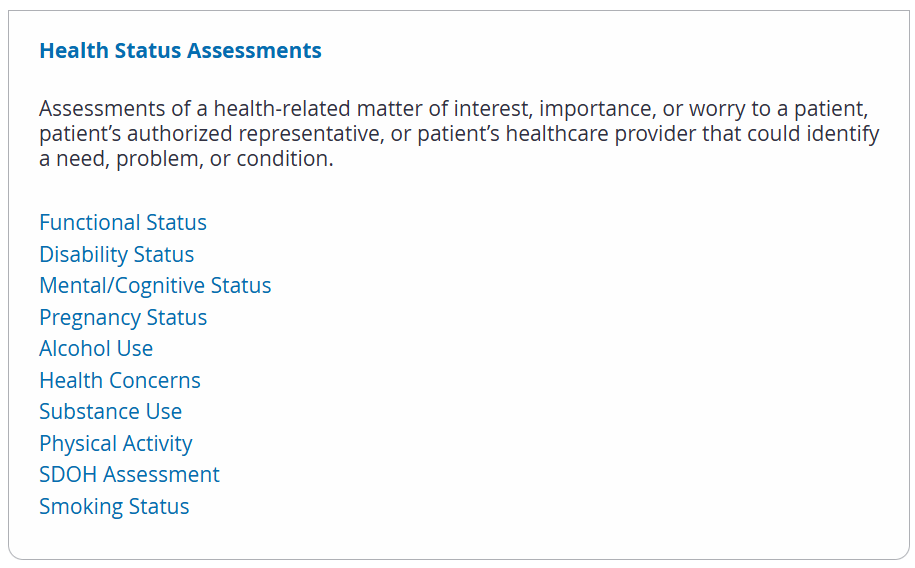 Health Status Assessments
Assessments of a health-related matter of interest, importance, or worry to a patient,
patient’s authorized representative, or patient’s healthcare provider that could identify
a need, problem, or condition.
Functional Status
Disability Status
Mental/Cognitive Status
Pregnancy Status
Alcohol Use
Health Concerns
Substance Use
Physical Activity
SDOH Assessment
Smoking Status